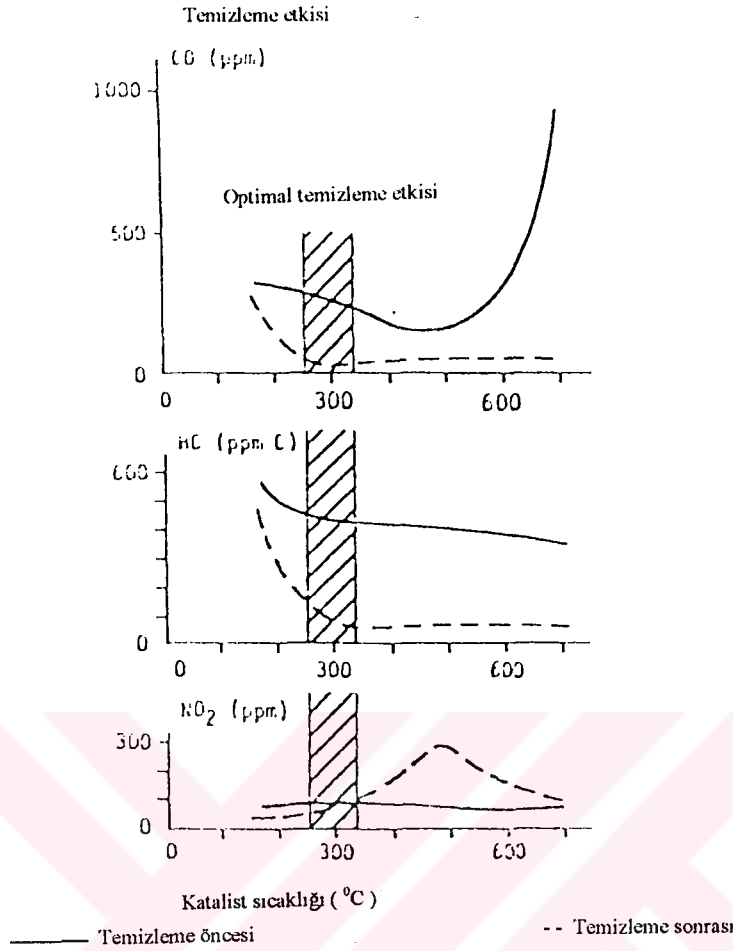 Temizleme etkisi
CO (ppm)
1000
Optimal temizleme etkisi
500
0
0 300 600
HC (ppm C)
600
0
0 300 600
NO2 (ppm)
300
0
0 300 600
Katalist sıcaklığı ( ⁰C )
Temizleme öncesi
-- Temizleme sonrası